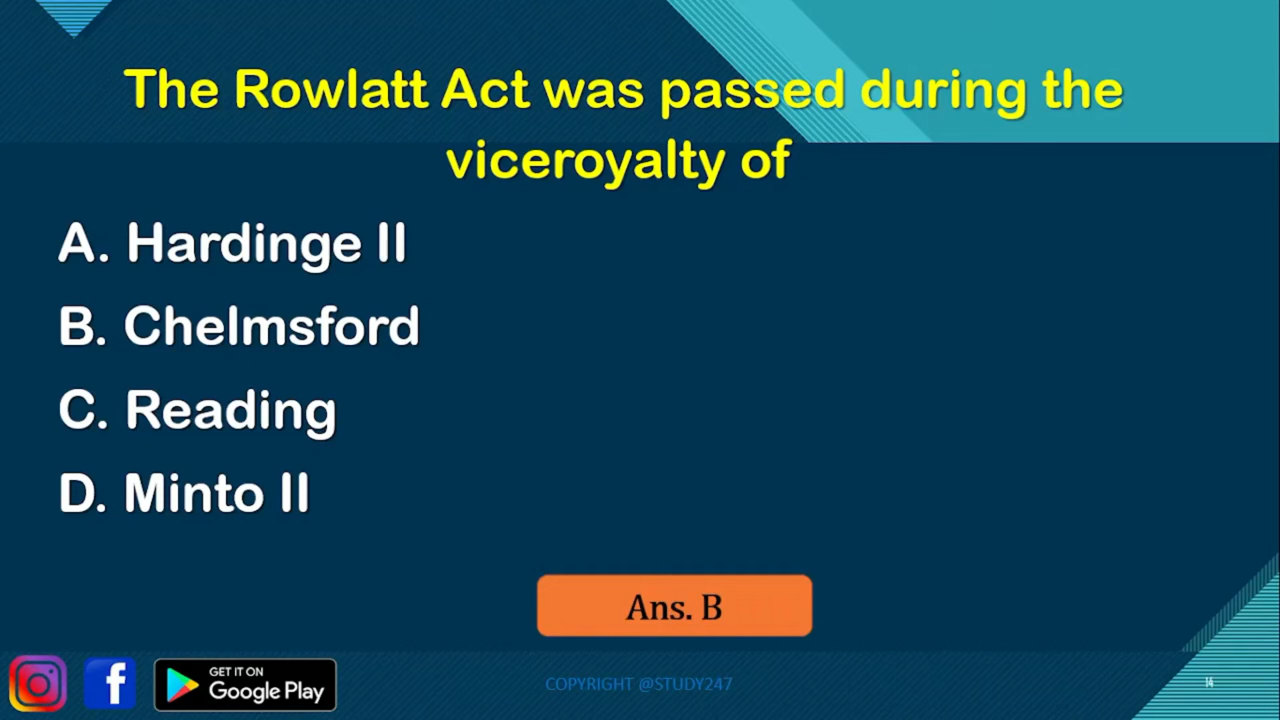 The Rowlatt Act was passed during the
viceroyalty of
A. Hardinge II
B. Chelmsford
C. Reading
D. Minto II
Ans. B
GET IT ON
Google Play
COPYRIGHT @STUDY247
14